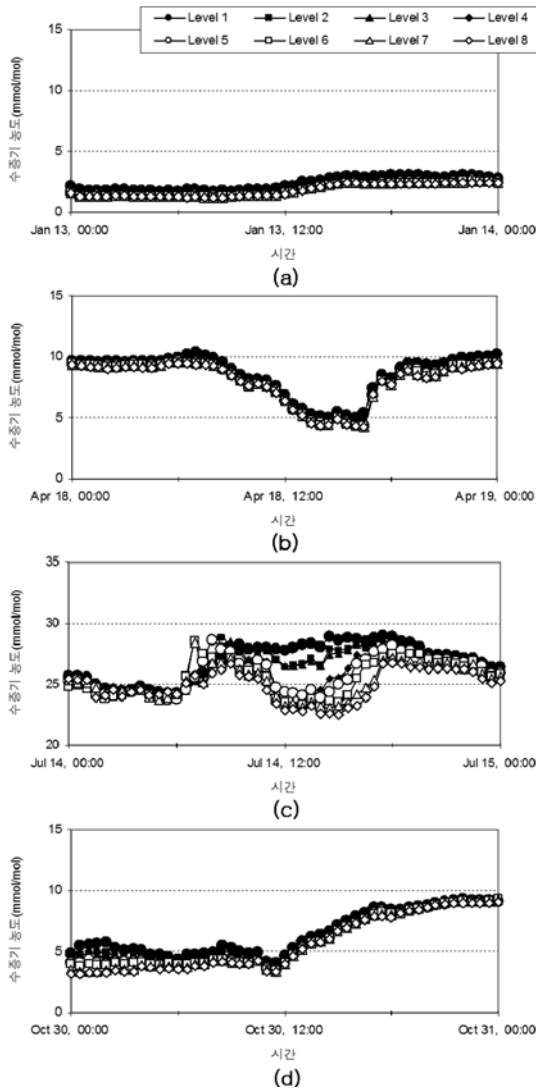 Level 1 Level 2 Level 3 Level 4
Level 5 Level 6 Level 7 Level 8
수증기 농도(mmol/mol)
15
10
5
0
Jan 13, 00:00 Jan 13, 12:00 Jan 14, 00:00
시간
(a)
수증기 농도(mmol/mol)
15
10
5
0
Apr 18, 00:00 Apr 18, 12:00 Apr 19, 00:00
시간
(b)
수증기 농도(mmol/mol)
35
30
25
20
Jul 14, 00:00 Jul 14, 12:00 Jul 15, 00:00
시간
(c)
수증기 농도(mmol/mol)
15
10
5
0
Oct 30, 00:00 Oct 30, 12:00 Oct 31, 00:00
시간
(d)